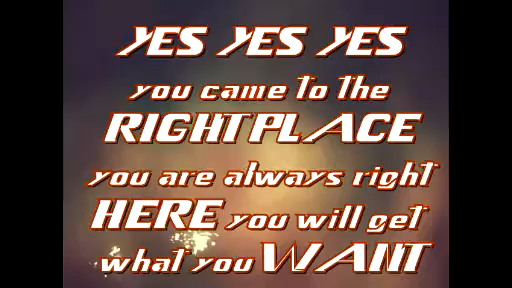 YES YES YES
you came to the
RIGHT PLACE
you are always right
HERE you will get
what you WANT